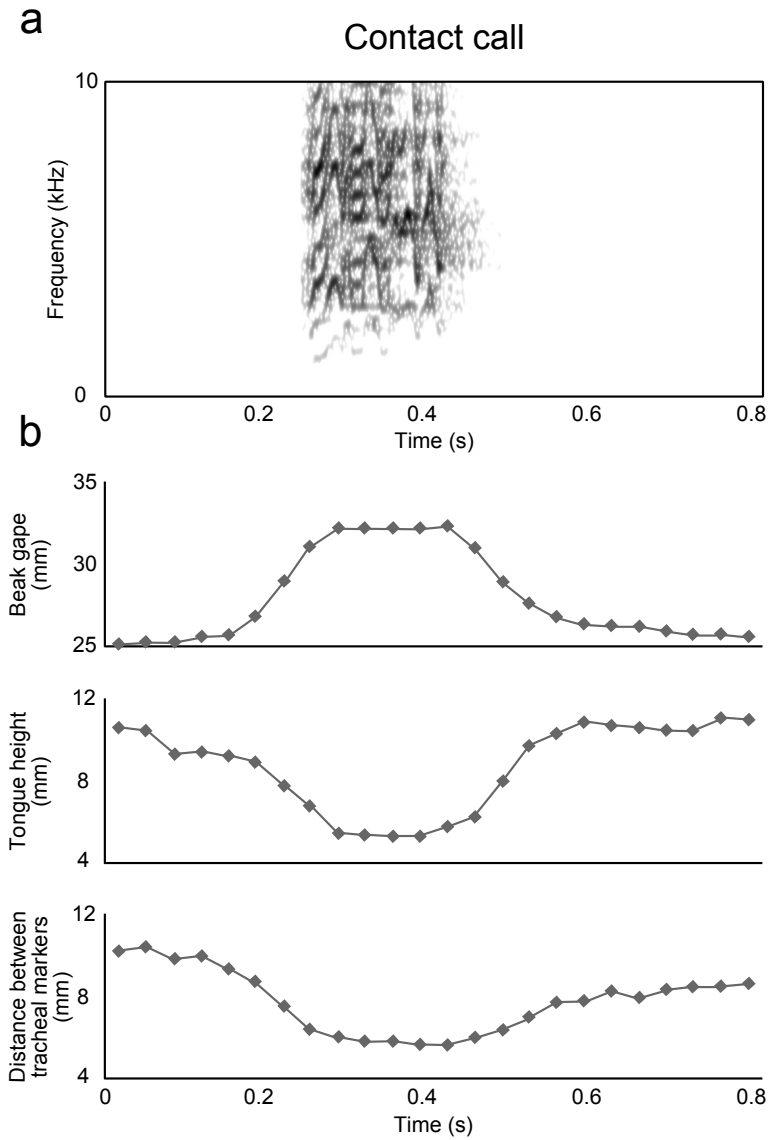 a
Contact call
10
Frequency (kHz)
0
0 0.2 0.4 0.6 0.8
Time (s)
b
35
Beak gape
(mm)
30
25
12
Tongue height
(mm)
8
4
12
Distance between
tracheal markers
(mm)
8
4
0 0.2 0.4 0.6 0.8
Time (s)